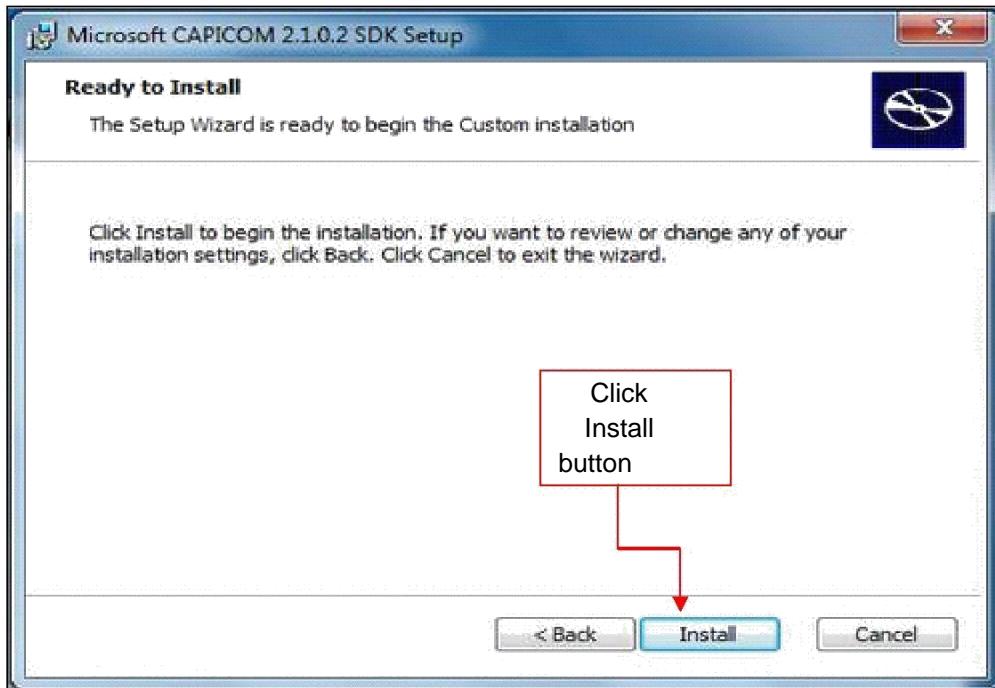 Microsoft CAPICOM 2.1.0.2 SDK Setup
Ready to Install
The Setup Wizard is ready to begin the Custom installation
Click Install to begin the installation. If you want to review or change any of your
installation settings, click Back. Click Cancel to exit the wizard.
Click
Install
button
< Back
Install
Cancel